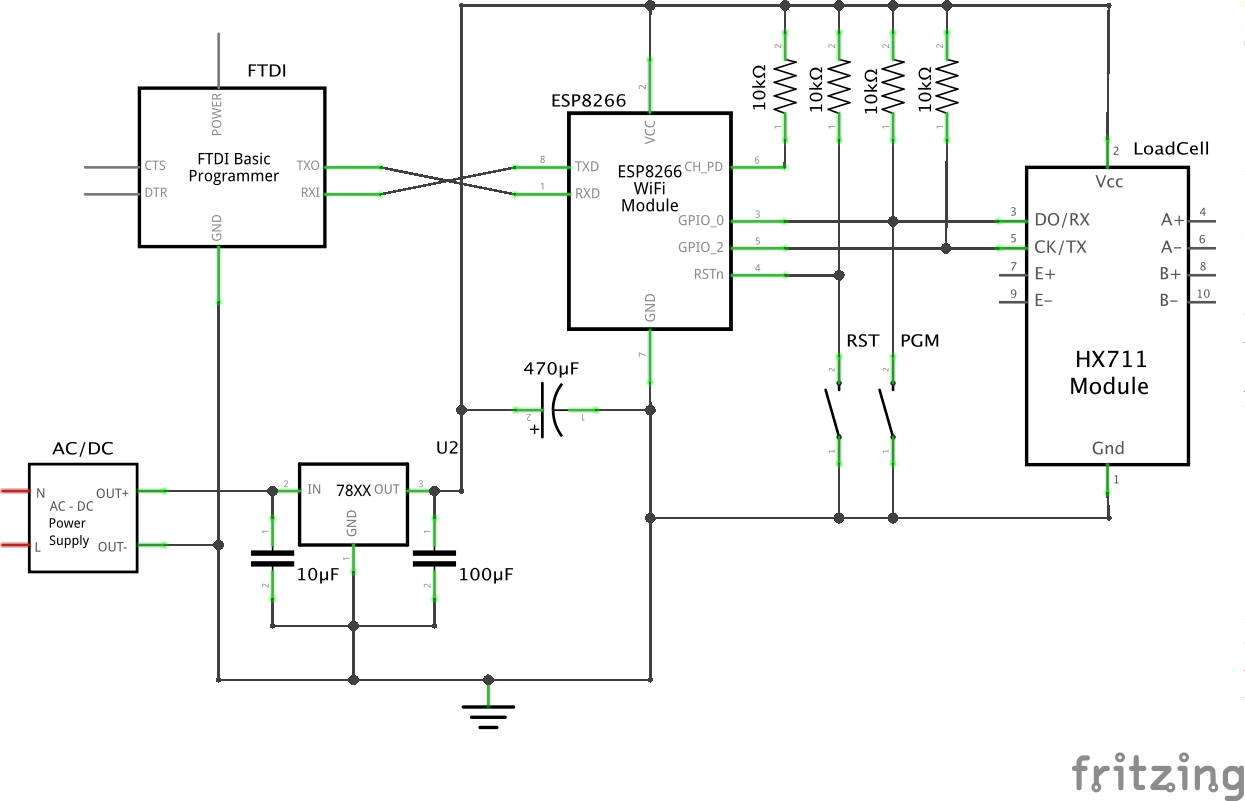 FTDI
POWER
CTS
DTR
FTDI Basic
Programmer
TXO
RXI
GND
ESP8266
2
VCC
8
TXD
1
RXD
ESP8266
WiFi
Module
CH_PD
6
GPIO_0
3
GPIO_2
5
RSTn
4
GND
7
2
10kΩ
1
2
10kΩ
1
2
10kΩ
1
2
10kΩ
1
LoadCell
2
Vcc
3
DO/RX
5
CK/TX
7
E+
9
E-
A+
4
A-
6
B+
8
B-
10
HX711
Module
Gnd
1
RST
2
1
PGM
2
1
470µF
2
+
1
AC/DC
N
OUT+
AC - DC
Power
Supply
L
OUT-
U2
2
IN
78XX
OUT
3
GND
1
1
10µF
2
1
100µF
2
fritzing